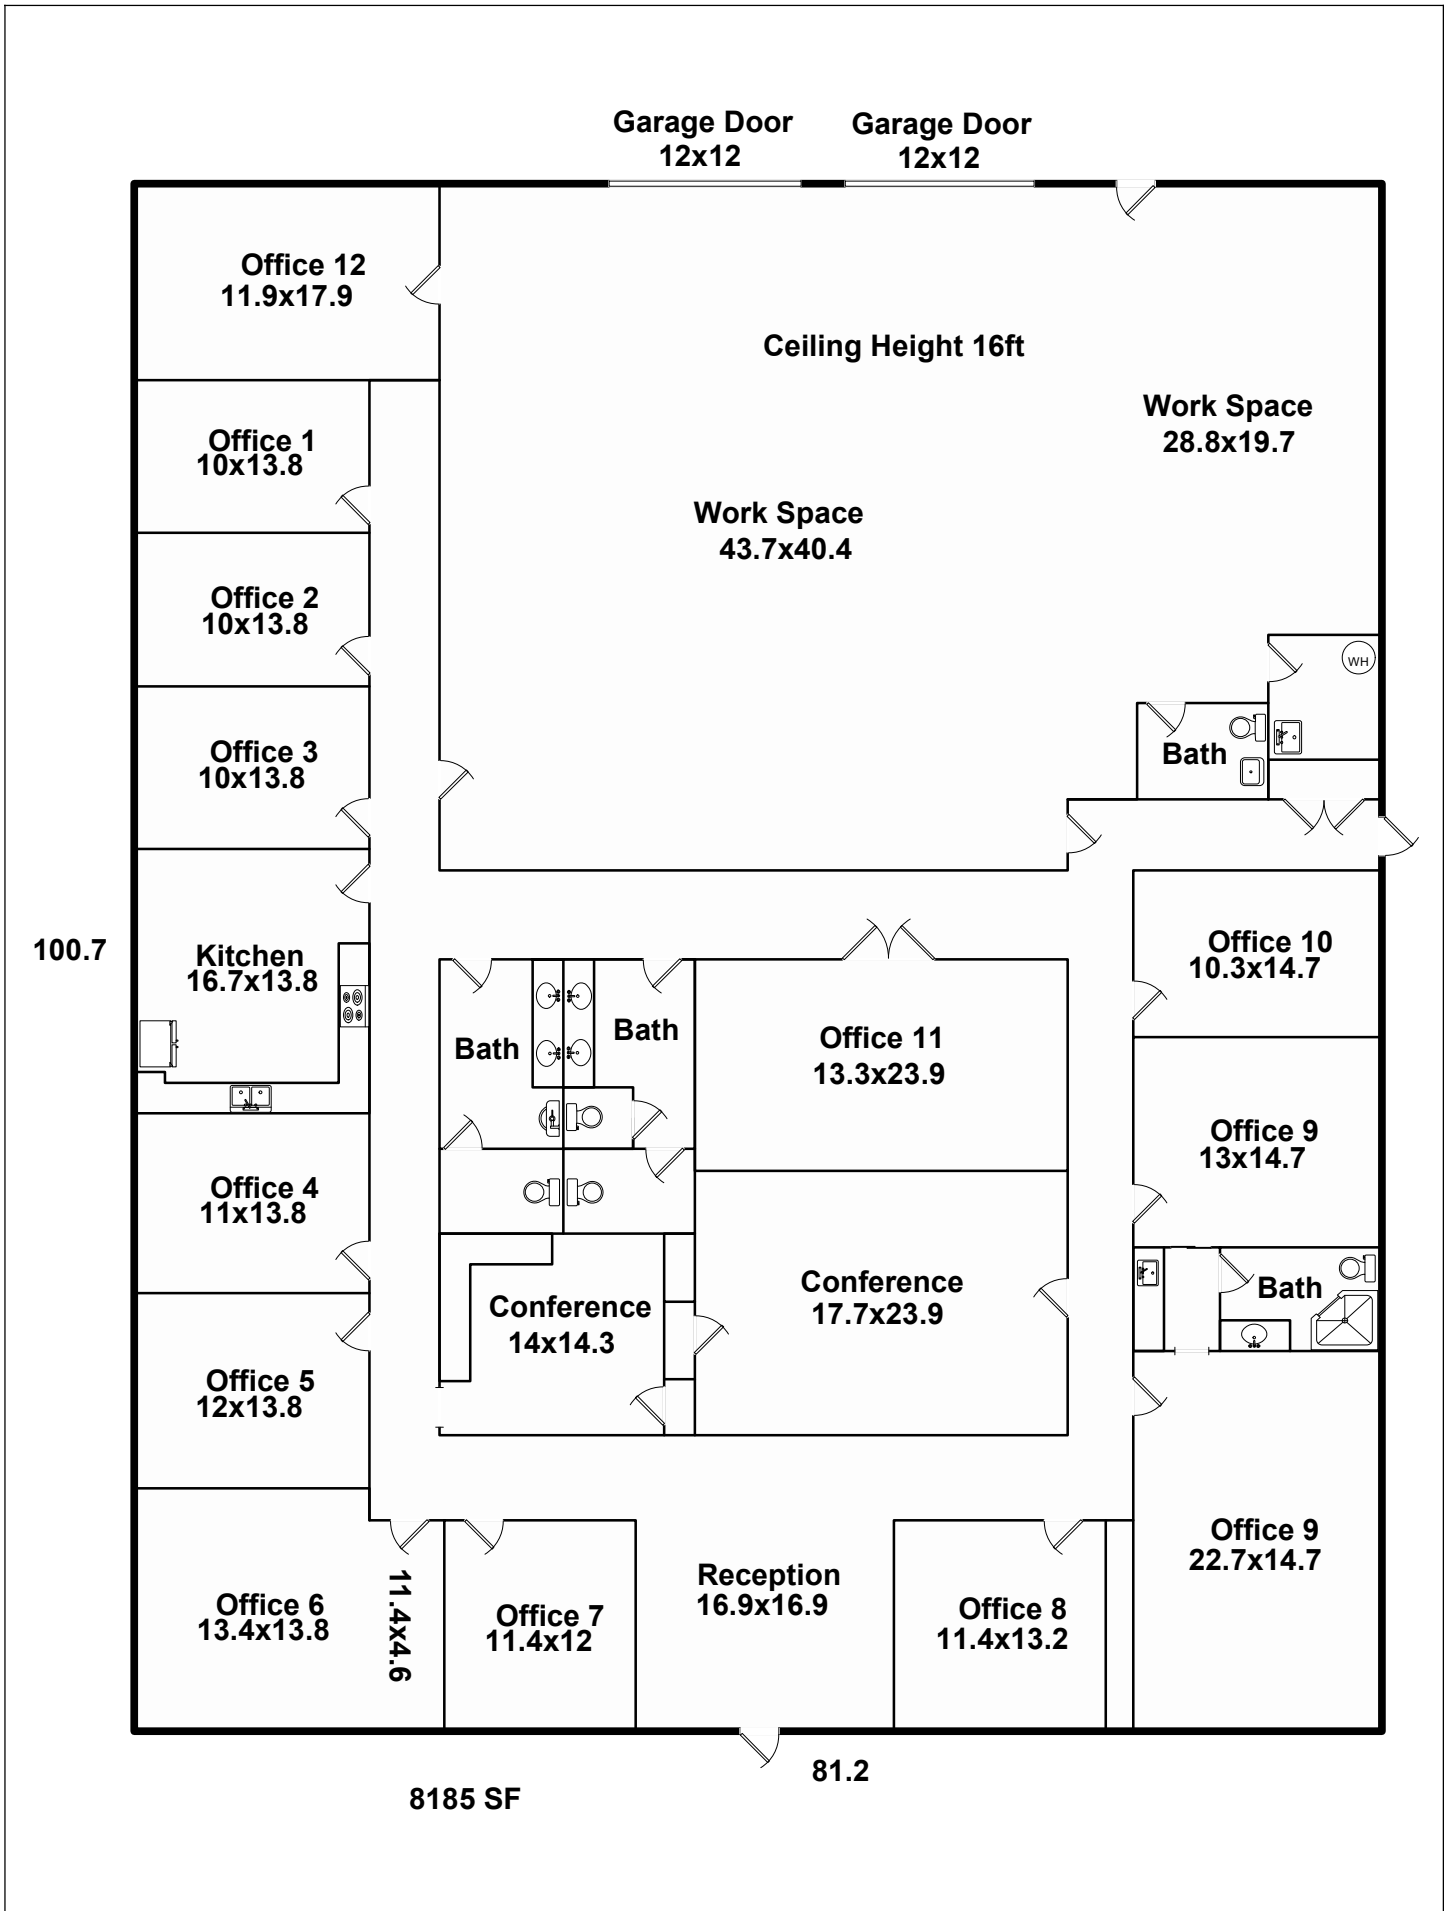 Garage Door
12x12
Garage Door
12x12
Office 12
11.9x17.9
Ceiling Height 16ft
Work Space
28.8x19.7
Office 1
10x13.8
Work Space
43.7x40.4
Office 2
10x13.8
WH
Office 3
10x13.8
Bath
100.7
Kitchen
16.7x13.8
Office 10
10.3x14.7
Bath
Bath
Office 11
13.3x23.9
Office 9
13x14.7
Office 4
11x13.8
Conference
14x14.3
Conference
17.7x23.9
Bath
Office 5
12x13.8
Office 9
22.7x14.7
Office 6
13.4x13.8
11.4x4.6
Office 7
11.4x12
Reception
16.9x16.9
Office 8
11.4x13.2
81.2
8185 SF